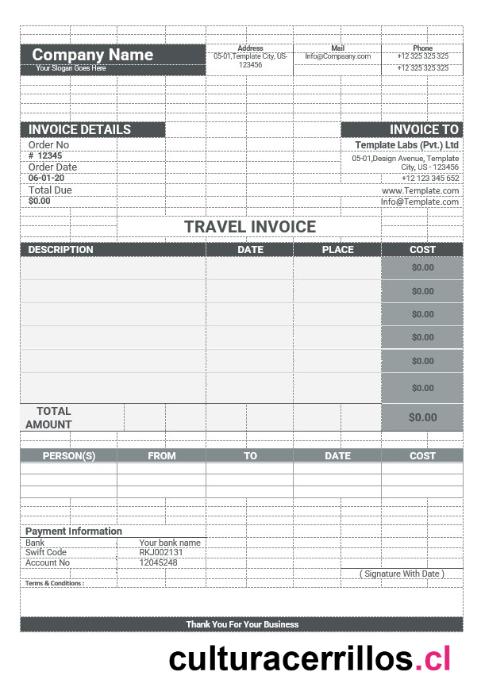 Company Name
Your Slogan Goes Here
Address
05-01,Template City, US-
123456
Mail
Info@Compaany.com
Phone
+12 325 325 325
+12 325 325 325
INVOICE DETAILS
Order No
# 12345
Order Date
06-01-20
Total Due
$0.00
INVOICE TO
Template Labs (Pvt.) Ltd
05-01,Design Avenue, Template
City, US - 123456
+12 123 345 652
www.Template.com
Info@Template.com
TRAVEL INVOICE
DESCRIPTION DATE PLACE COST
$0.00
$0.00
$0.00
$0.00
$0.00
$0.00
TOTAL
AMOUNT
$0.00
PERSON(S) FROM TO DATE COST
Payment Information
Bank Your bank name
Swift Code RKJ002131
Account No 12045248
( Signature With Date )
Terms & Conditions :
Thank You For Your Business
culturacerrillos.cl